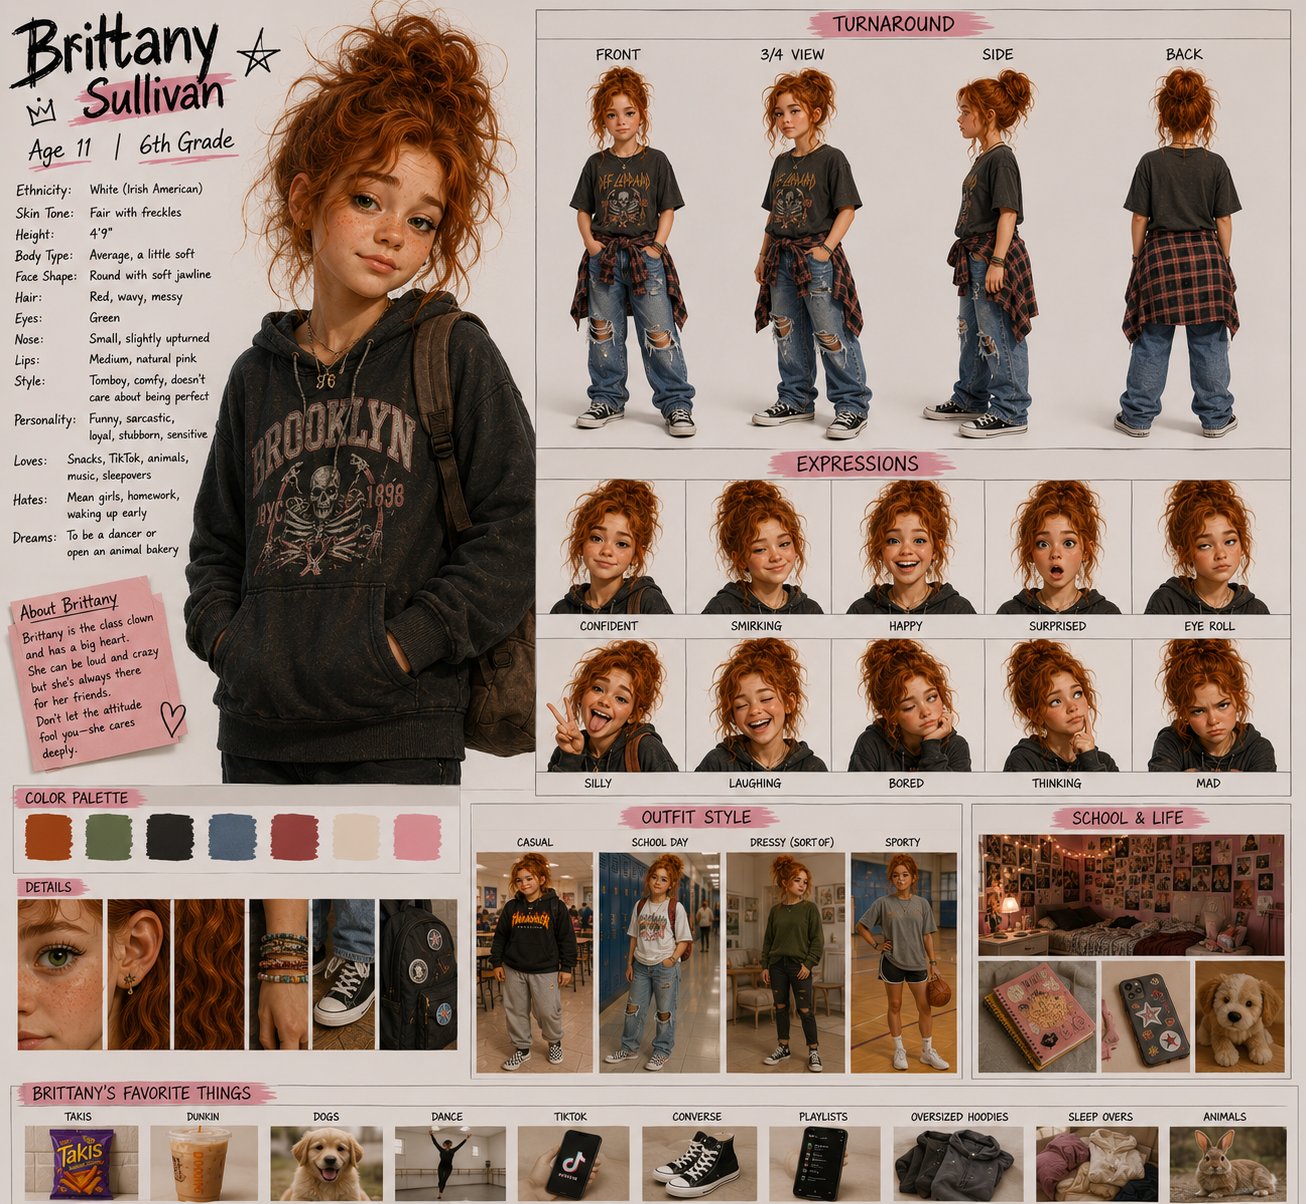 Brittany
Sullivan
Age 11 | 6th Grade
Ethnicity: White (Irish American)
Skin Tone: Fair with freckles
Height: 4'9"
Body Type: Average, a little soft
Face Shape: Round with soft jawline
Hair: Red, wavy, messy
Eyes: Green
Nose: Small, slightly upturned
Lips: Medium, natural pink
Style: Tomboy, comfy, doesn't
care about being perfect
Personality: Funny, sarcastic,
loyal, stubborn, sensitive
Loves: Snacks, TikTok, animals,
music, sleepovers
Hates: Mean girls, homework,
waking up early
Dreams: To be a dancer or
open an animal bakery
About Brittany
Brittany is the class clown
and has a big heart.
She can be loud and crazy
but she's always there
for her friends.
Don't let the attitude
fool you—she cares
deeply.
96
BROOKLYN
1898
TURNAROUND
FRONT
3/4 VIEW
SIDE
BACK
DEF LEPPARD
DEF LEPPARD
EXPRESSIONS
CONFIDENT
SMIRKING
HAPPY
SURPRISED
EYE ROLL
SILLY
LAUGHING
BORED
THINKING
MAD
COLOR PALETTE
DETAILS
OUTFIT STYLE
CASUAL
SCHOOL DAY
DRESSY (SORT OF)
SPORTY
THRASHER
SCHOOL & LIFE
BRITTANY'S FAVORITE THINGS
TAKIS
DUNKIN
DOGS
DANCE
TIKTOK
CONVERSE
PLAYLISTS
OVERSIZED HOODIES
SLEEP OVERS
ANIMALS
Takis